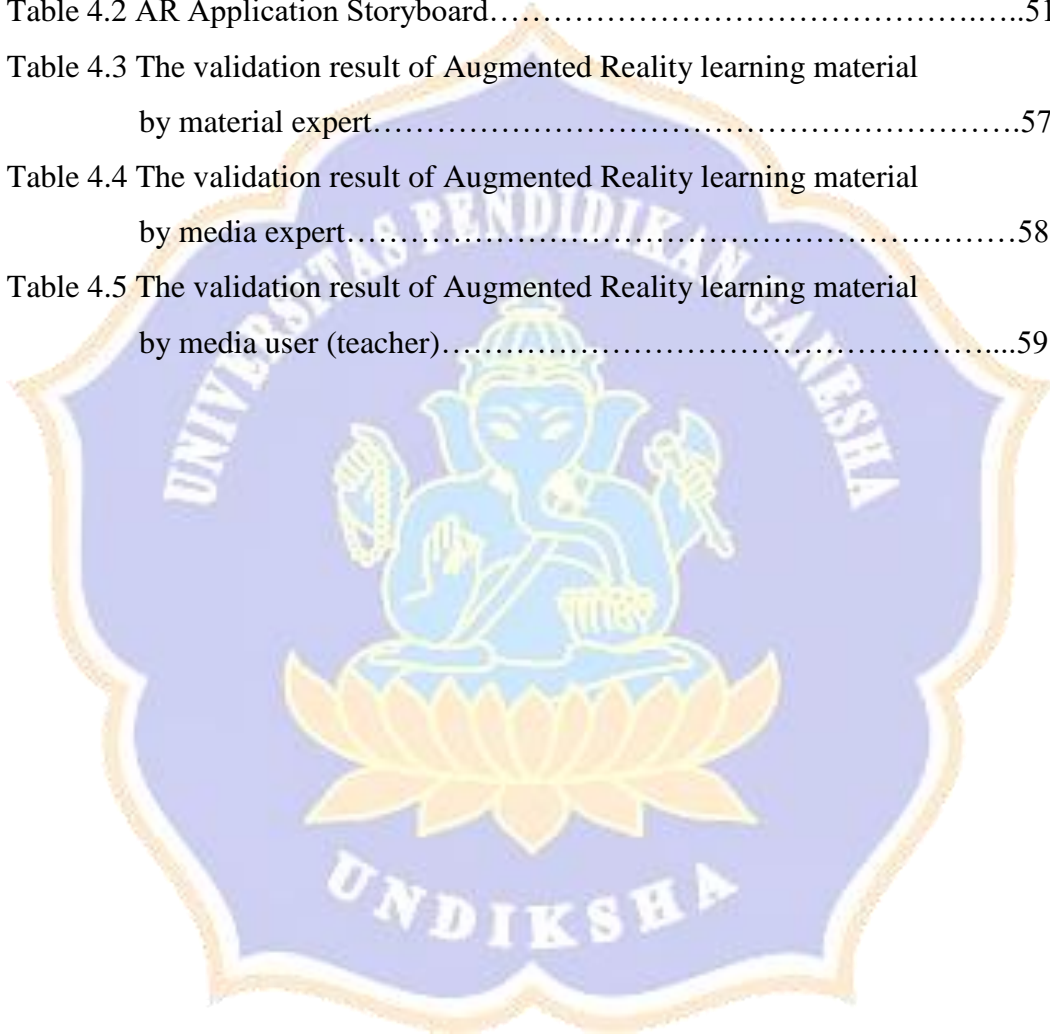 Table 4.2 AR Application Storyboard…………………………………….…..51
Table 4.3 The validation result of Augmented Reality learning material
by material expert…………………………………………………….57
Table 4.4 The validation result of Augmented Reality learning material
by media expert………………………………………………………58
Table 4.5 The validation result of Augmented Reality learning material
by media user (teacher)……………………………………………....59
UNIVERSITAS PENDIDIKAN GANESHA
UNDIKSHA